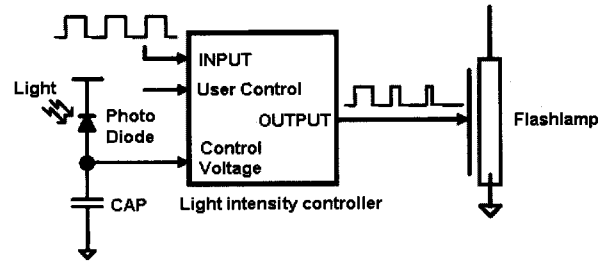 INPUT
Light
User Control
Photo
Diode
OUTPUT
Flashlamp
Control
Voltage
CAP
Light intensity controller